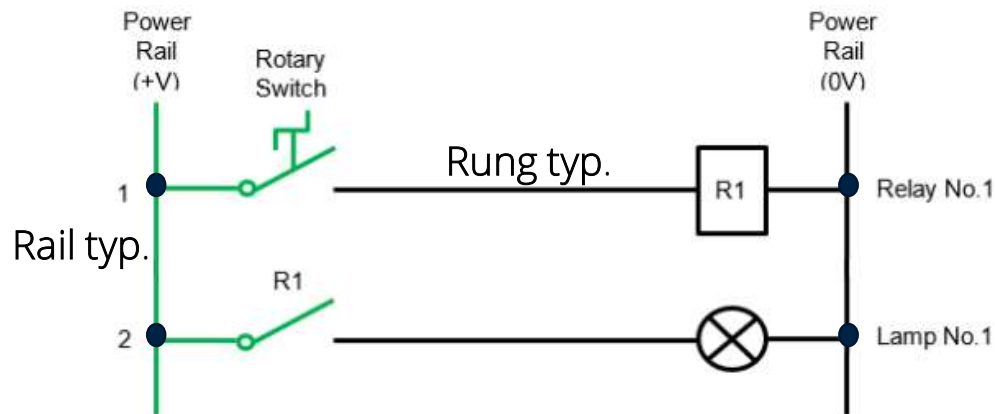 Power
Rail
(+V)
Rotary
Switch
Power
Rail
(0V)
1
Rung typ.
R1
Relay No.1
Rail typ.
R1
2
Lamp No.1